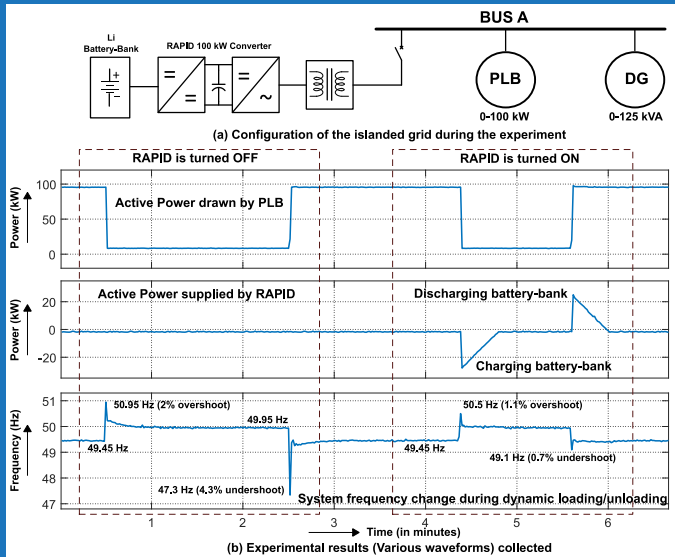 BUS A
Li
Battery-Bank
RAPID 100 kW Converter
+
−
=
=
=
~
PLB
DG
0-100 kW
0-125 kVA
(a) Configuration of the islanded grid during the experiment
RAPID is turned OFF
RAPID is turned ON
Power (kW)
100
50
0
Active Power drawn by PLB
Power (kW)
20
0
-20
Active Power supplied by RAPID
Discharging battery-bank
Charging battery-bank
Frequency (Hz)
51
50
49
48
47
50.95 Hz (2% overshoot)
49.95 Hz
49.45 Hz
47.3 Hz (4.3% undershoot)
50.5 Hz (1.1% overshoot)
49.45 Hz
49.1 Hz (0.7% undershoot)
System frequency change during dynamic loading/unloading
1 2 3 4 5 6
Time (in minutes)
(b) Experimental results (Various waveforms) collected